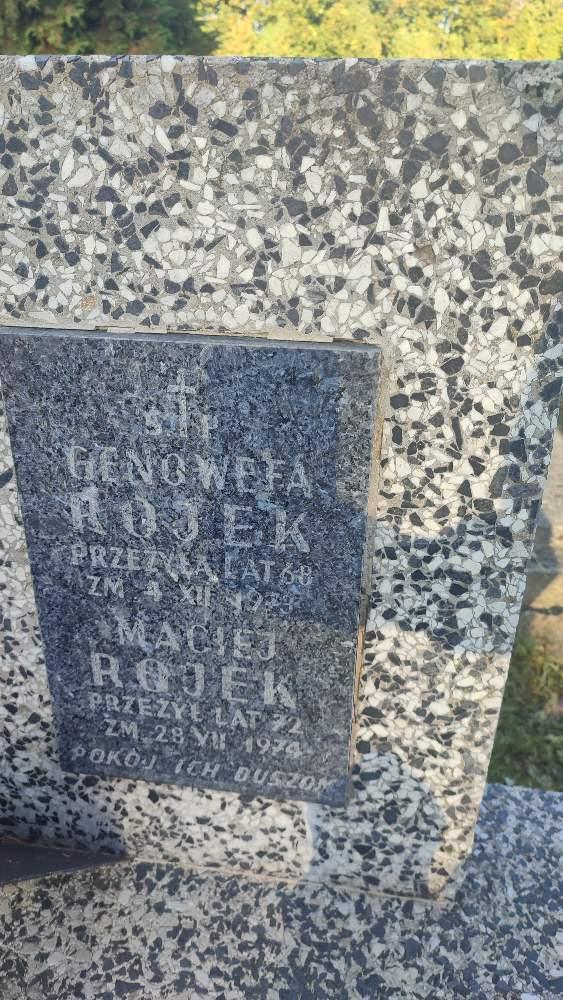 Ś P
GENOWEFA
ROJEK
PRZEŻYŁA LAT 68
ZM. 4 XII 1973
MACIEJ
ROJEK
PRZEŻYŁ LAT 72
ZM. 28 VII 1974
POKÓJ ICH DUSZOM